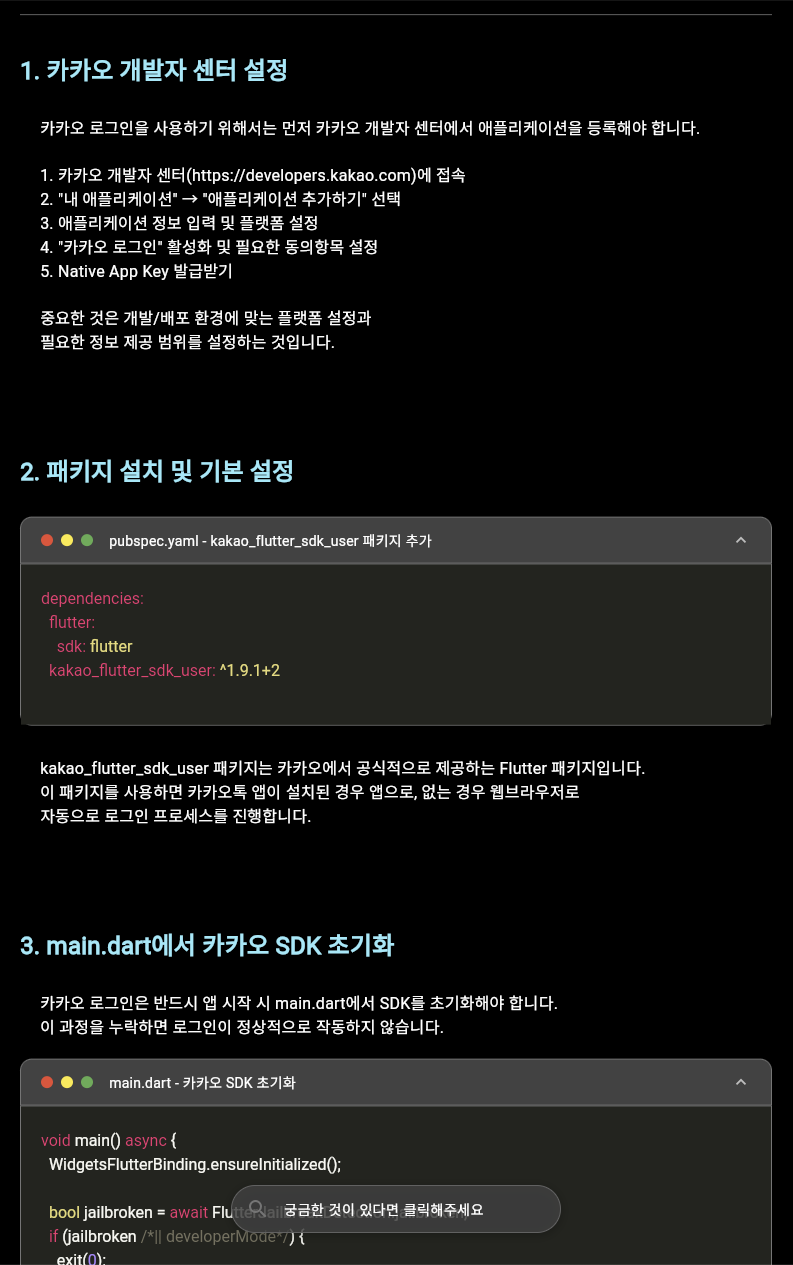 1. 카카오 개발자 센터 설정
카카오 로그인을 사용하기 위해서는 먼저 카카오 개발자 센터에서 애플리케이션을 등록해야 합니다.
1. 카카오 개발자 센터(https://developers.kakao.com)에 접속
2. "내 애플리케이션" → "애플리케이션 추가하기" 선택
3. 애플리케이션 정보 입력 및 플랫폼 설정
4. "카카오 로그인" 활성화 및 필요한 동의항목 설정
5. Native App Key 발급받기
중요한 것은 개발/배포 환경에 맞는 플랫폼 설정과
필요한 정보 제공 범위를 설정하는 것입니다.
2. 패키지 설치 및 기본 설정
pubspec.yaml - kakao_flutter_sdk_user 패키지 추가
dependencies:
flutter:
sdk: flutter
kakao_flutter_sdk_user: ^1.9.1+2
kakao_flutter_sdk_user 패키지는 카카오에서 공식적으로 제공하는 Flutter 패키지입니다.
이 패키지를 사용하면 카카오톡 앱이 설치된 경우 앱으로, 없는 경우 웹브라우저로
자동으로 로그인 프로세스를 진행합니다.
3. main.dart에서 카카오 SDK 초기화
카카오 로그인은 반드시 앱 시작 시 main.dart에서 SDK를 초기화해야 합니다.
이 과정을 누락하면 로그인이 정상적으로 작동하지 않습니다.
main.dart - 카카오 SDK 초기화
void main() async {
WidgetsFlutterBinding.ensureInitialized();
bool jailbroken = await
궁금한 것이 있다면 클릭해주세요
if (jailbroken /*|| developerMode*/) {
exit(0);